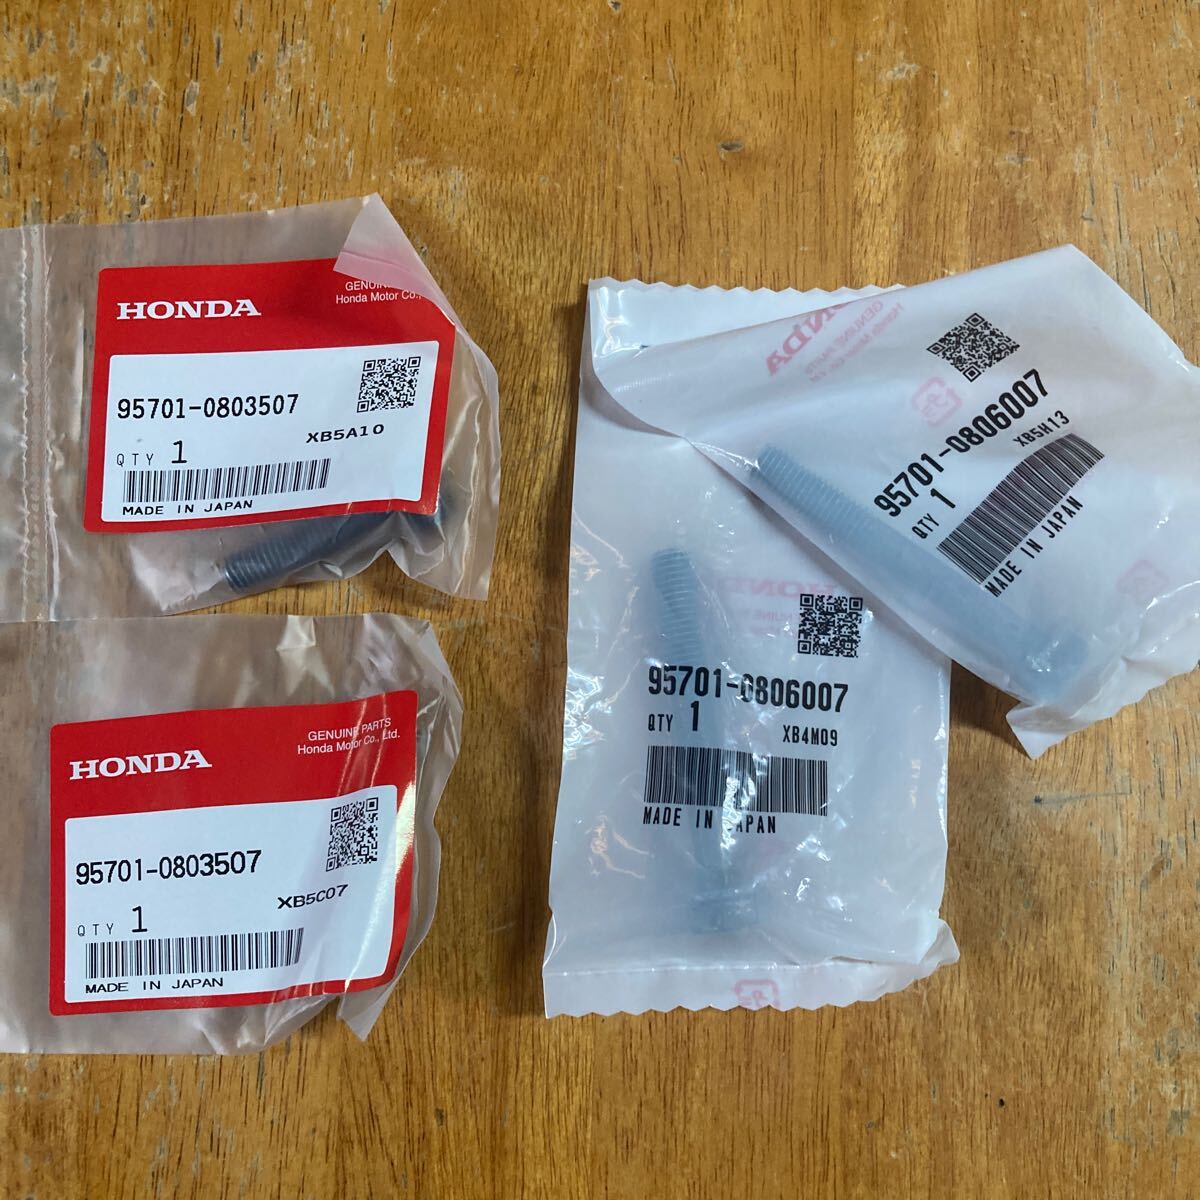 HONDA
GENUIN
Honda Motor Co.,
95701-0803507
XB5A10
QTY 1
MADE IN JAPAN
HONDA
GENUINE PARTS
Honda Motor Co., Ltd.
95701-0803507
XB5C07
QTY 1
MADE IN JAPAN
HONDA
95701-0806007
QTY 1
XB4M09
MADE IN JAPAN
GENUINE PARTS
95701-0806007
XB5H13
QTY 1
MADE IN JAPAN